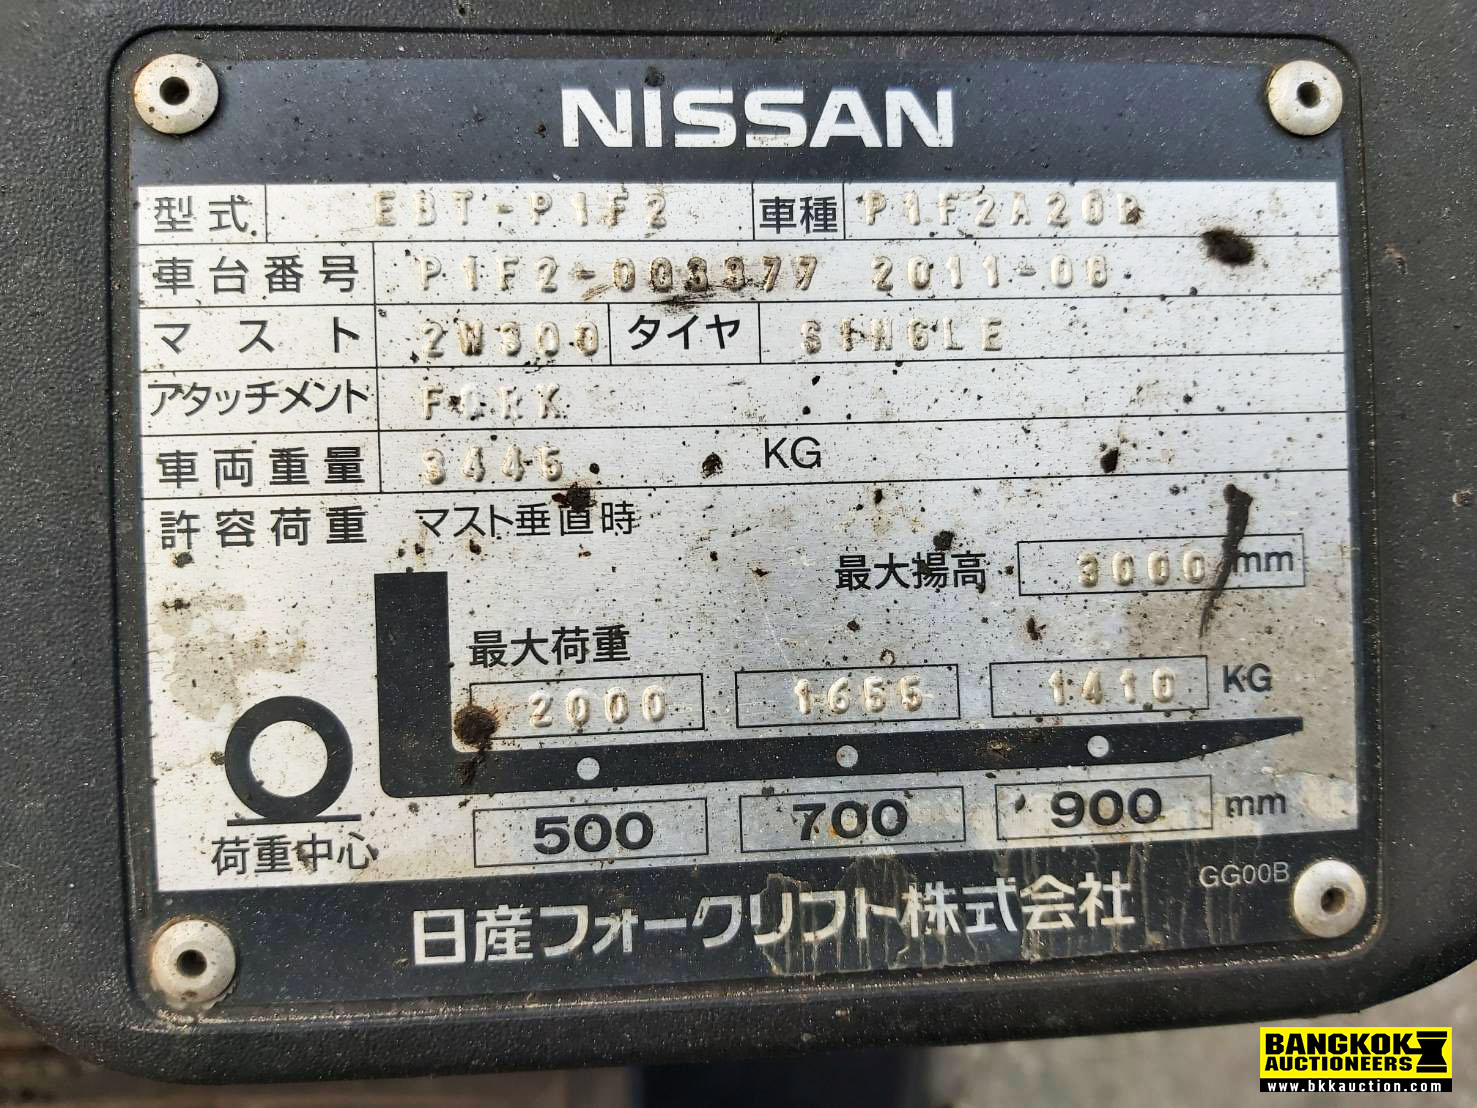 NISSAN
型式 EBT-P1F2 車種 P1F2A20D
車台番号 P1F2-003377 2011-08
マスト 2W300 タイヤ SINGLE
アタッチメント FORK
車両重量 3445 KG
許容荷重 マスト垂直時
最大揚高 3000 mm
最大荷重
2000 1655 1410 KG
500 700 900 mm
荷重中心
GG00B
日産フォークリフト株式会社
BANGKOK
AUCTIONEERS
www.bkkauction.com